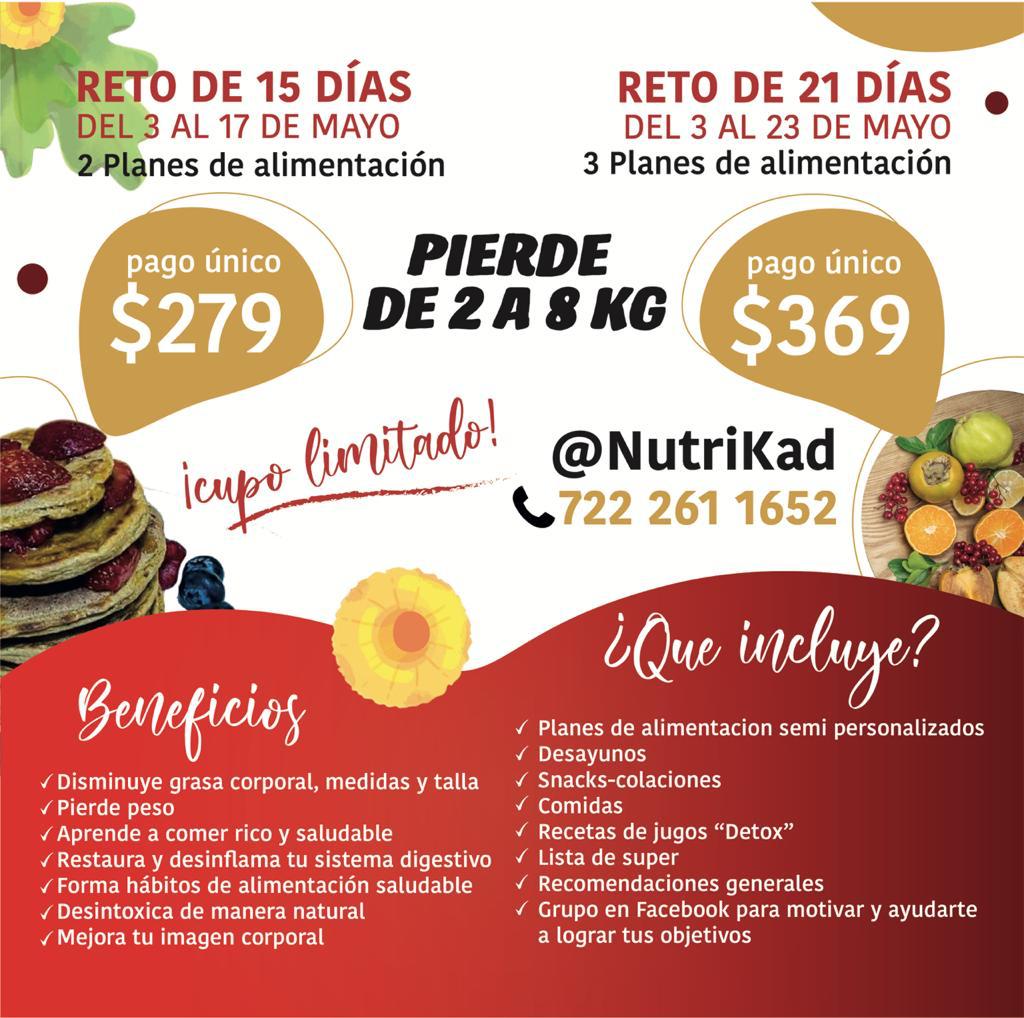 RETO DE 15 DÍAS
DEL 3 AL 17 DE MAYO
2 Planes de alimentación
RETO DE 21 DÍAS
DEL 3 AL 23 DE MAYO
3 Planes de alimentación
pago único
$279
PIERDE
DE 2 A 8 KG
pago único
$369
¡cupo limitado!
@NutriKad
722 261 1652
Beneficios
✓ Disminuye grasa corporal, medidas y talla
✓ Pierde peso
✓ Aprende a comer rico y saludable
✓ Restaura y desinflama tu sistema digestivo
✓ Forma hábitos de alimentación saludable
✓ Desintoxica de manera natural
✓ Mejora tu imagen corporal
¿Que incluye?
✓ Planes de alimentacion semi personalizados
✓ Desayunos
✓ Snacks-colaciones
✓ Comidas
✓ Recetas de jugos “Detox”
✓ Lista de super
✓ Recomendaciones generales
✓ Grupo en Facebook para motivar y ayudarte
a lograr tus objetivos